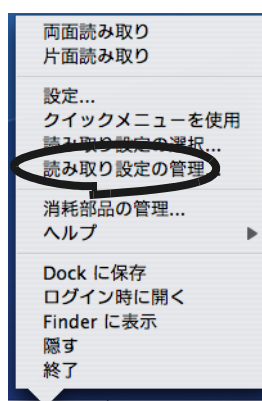 両面読み取り
片面読み取り
設定...
クイックメニューを使用
読み取り設定の選択...
読み取り設定の管理...
消耗部品の管理...
ヘルプ
Dock に保存
ログイン時に開く
Finder に表示
隠す
終了